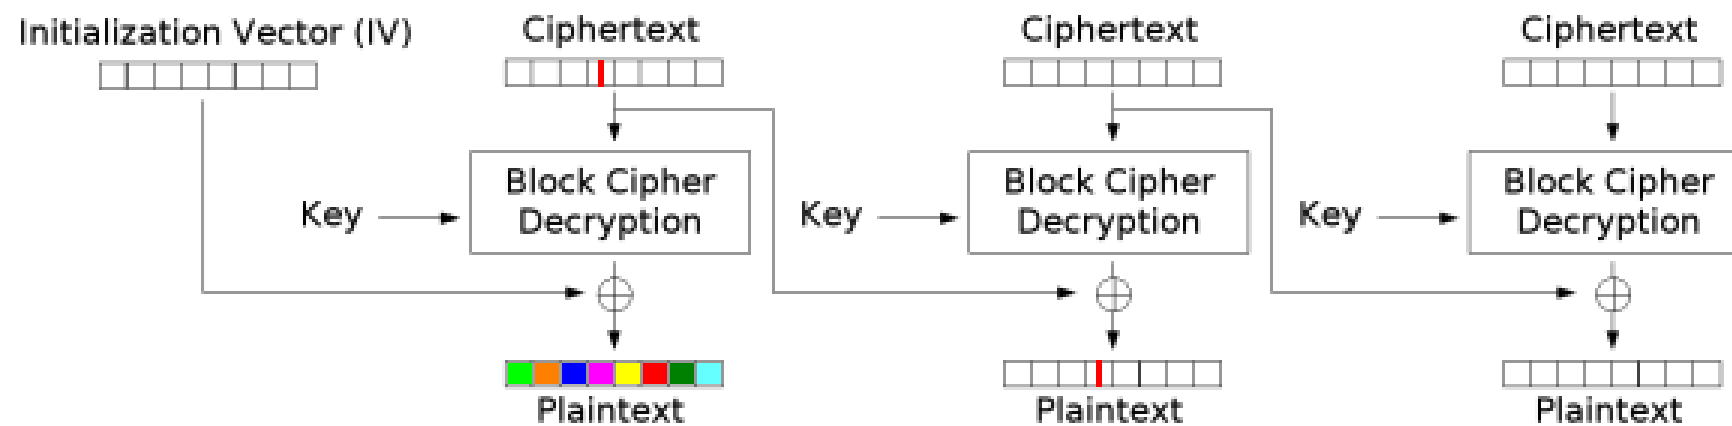 Initialization Vector (IV)
Ciphertext
Ciphertext
Ciphertext
Key
Block Cipher
Decryption
Key
Block Cipher
Decryption
Key
Block Cipher
Decryption
Plaintext
Plaintext
Plaintext